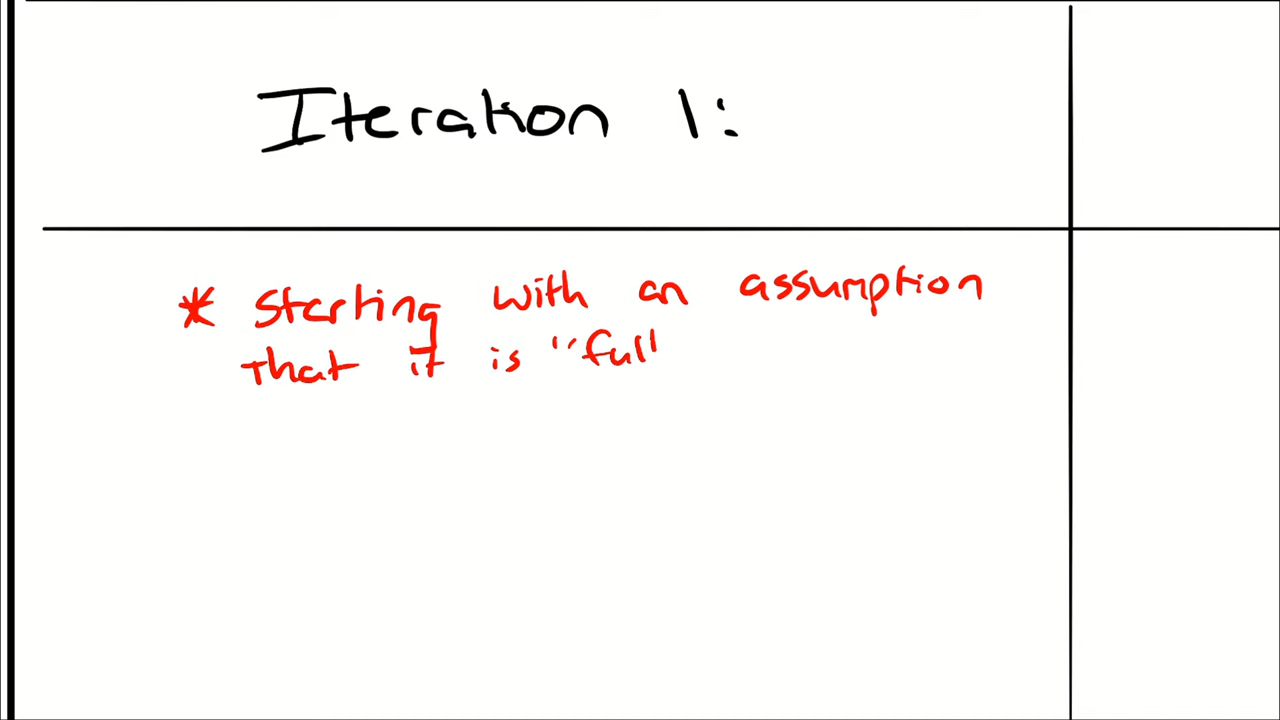 Iteration 1:
* Starting with an assumption
that it is "full